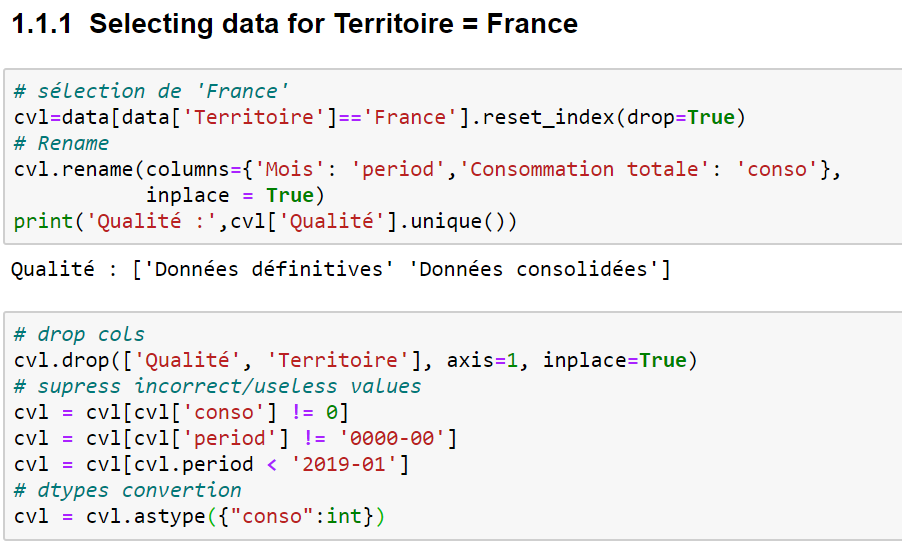 1.1.1 Selecting data for Territoire = France
# sélection de 'France'
cvl=data[data['Territoire']=='France'].reset_index(drop=True)
# Rename
cvl.rename(columns={'Mois': 'period','Consommation totale': 'conso'},
           inplace = True)
print('Qualité :',cvl['Qualité'].unique())
Qualité : ['Données définitives' 'Données consolidées']
# drop cols
cvl.drop(['Qualité', 'Territoire'], axis=1, inplace=True)
# supress incorrect/useless values
cvl = cvl[cvl['conso'] != 0]
cvl = cvl[cvl['period'] != '0000-00']
cvl = cvl[cvl.period < '2019-01']
# dtypes convertion
cvl = cvl.astype({"conso":int})